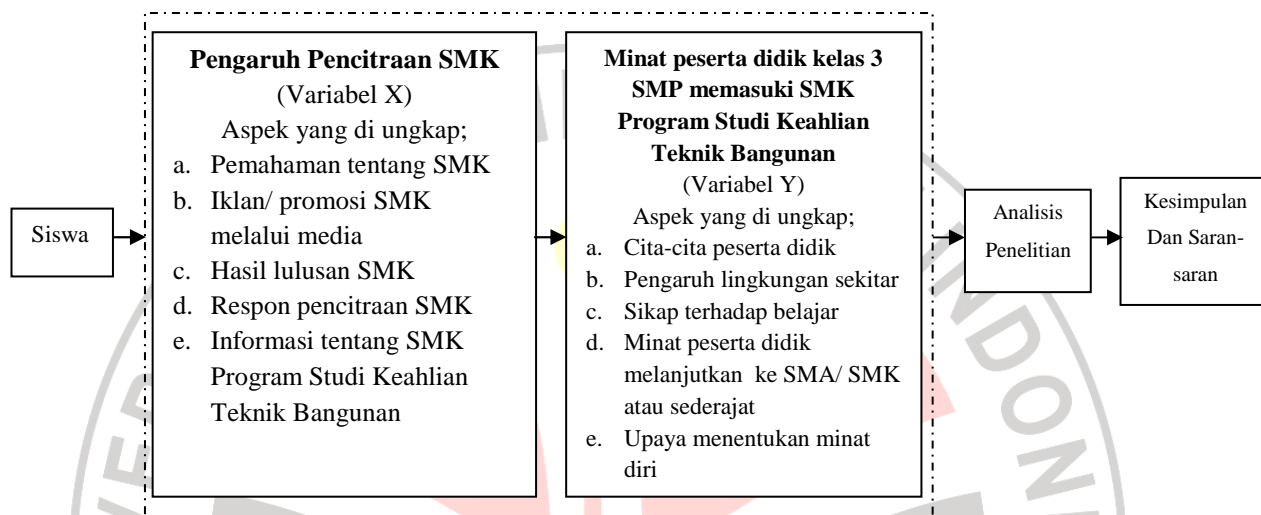 Siswa
Pengaruh Pencitraan SMK
(Variabel X)
Aspek yang di ungkap;
a. Pemahaman tentang SMK
b. Iklan/ promosi SMK
melalui media
c. Hasil lulusan SMK
d. Respon pencitraan SMK
e. Informasi tentang SMK
Program Studi Keahlian
Teknik Bangunan
Minat peserta didik kelas 3
SMP memasuki SMK
Program Studi Keahlian
Teknik Bangunan
(Variabel Y)
Aspek yang di ungkap;
a. Cita-cita peserta didik
b. Pengaruh lingkungan sekitar
c. Sikap terhadap belajar
d. Minat peserta didik
melanjutkan ke SMA/ SMK
atau sederajat
e. Upaya menentukan minat
diri
Analisis
Penelitian
Kesimpulan
Dan Saran-
saran